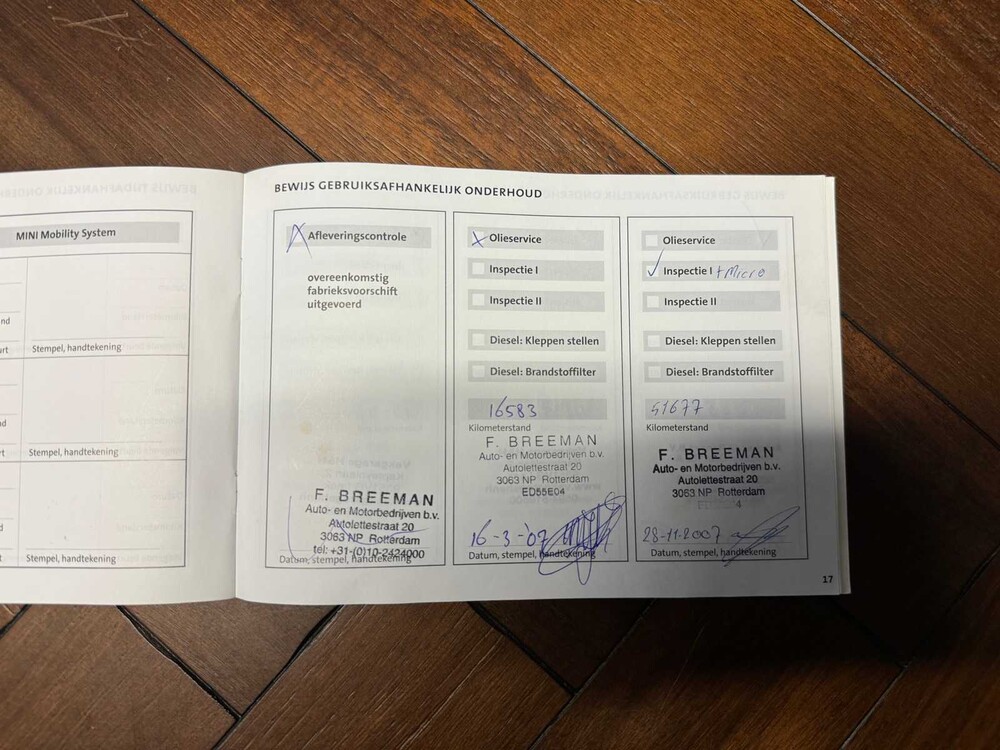 MINI Mobility System
nd
rt
Stempel, handtekening
d
Stempel, handtekening
d
t
Stempel, handtekening
BEWIJS GEBRUIKSAFHANKELIJK ONDERHOUD
X Afleveringscontrole
overeenkomstig
fabrieksvoorschift
uitgevoerd
F. BREEMAN
Auto- en Motorbedrijven b.v.
Autolettestraat 20
3063 NP Rotterdam
tel: +31-(0)10-2424000
Datum, stempel, handtekening
X Olieservice
Inspectie I
Inspectie II
Diesel: Kleppen stellen
Diesel: Brandstoffilter
16583
Kilometerstand
F. BREEMAN
Auto- en Motorbedrijven b.v.
Autolettestraat 20
3063 NP Rotterdam
ED55E04
16-3-'07
Datum, stempel, handtekening
Olieservice
✓ Inspectie I + Micro
Inspectie II
Diesel: Kleppen stellen
Diesel: Brandstoffilter
51677
Kilometerstand
F. BREEMAN
Auto- en Motorbedrijven b.v.
Autolettestraat 20
3063 NP Rotterdam
28-11-2007
Datum, stempel, handtekening
17